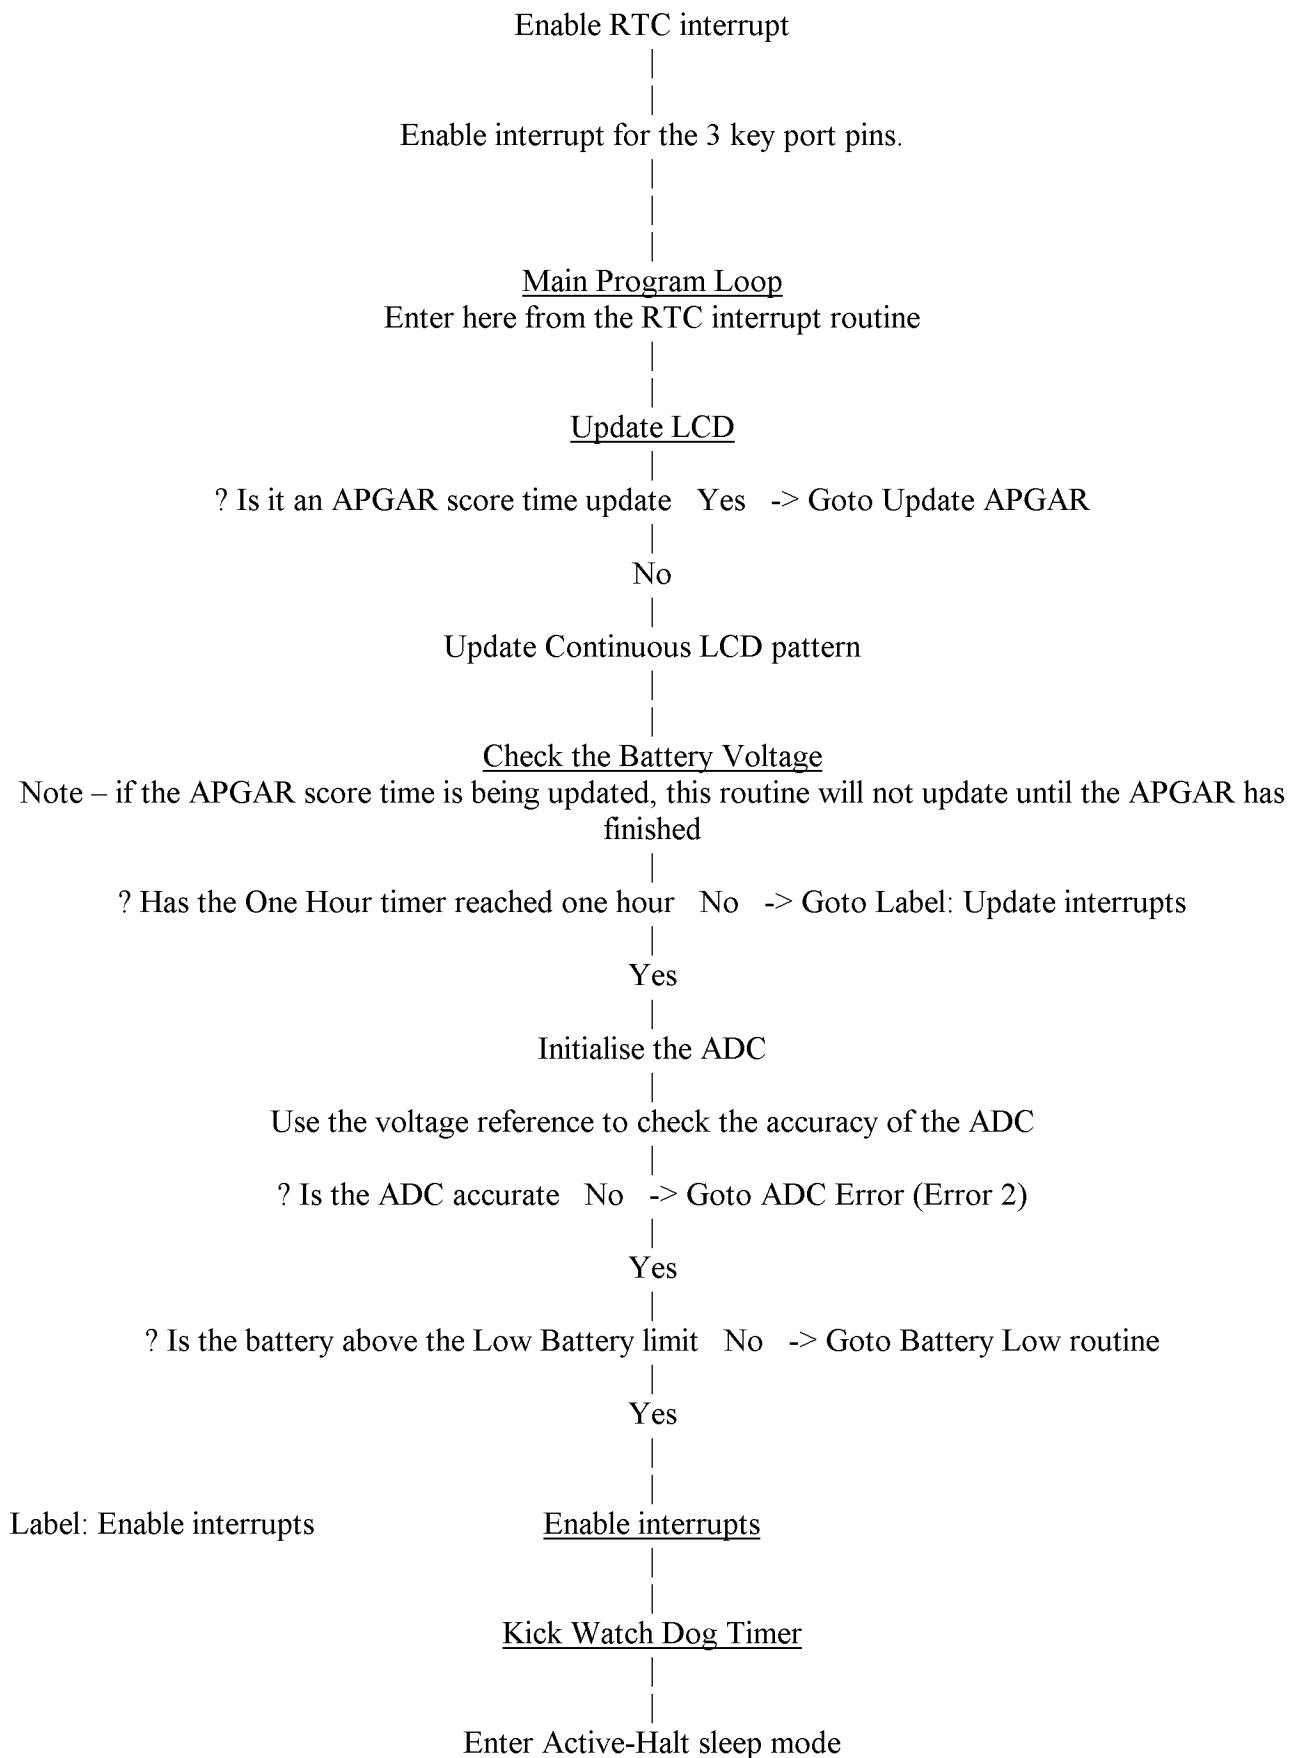 Enable RTC interrupt
Enable interrupt for the 3 key port pins.
Main Program Loop
Enter here from the RTC interrupt routine
Update LCD
? Is it an APGAR score time update Yes -> Goto Update APGAR
No
Update Continuous LCD pattern
Check the Battery Voltage
Note – if the APGAR score time is being updated, this routine will not update until the APGAR has
finished
? Has the One Hour timer reached one hour No -> Goto Label: Update interrupts
Yes
Initialise the ADC
Use the voltage reference to check the accuracy of the ADC
? Is the ADC accurate No -> Goto ADC Error (Error 2)
Yes
? Is the battery above the Low Battery limit No -> Goto Battery Low routine
Yes
Label: Enable interrupts Enable interrupts
Kick Watch Dog Timer
Enter Active-Halt sleep mode